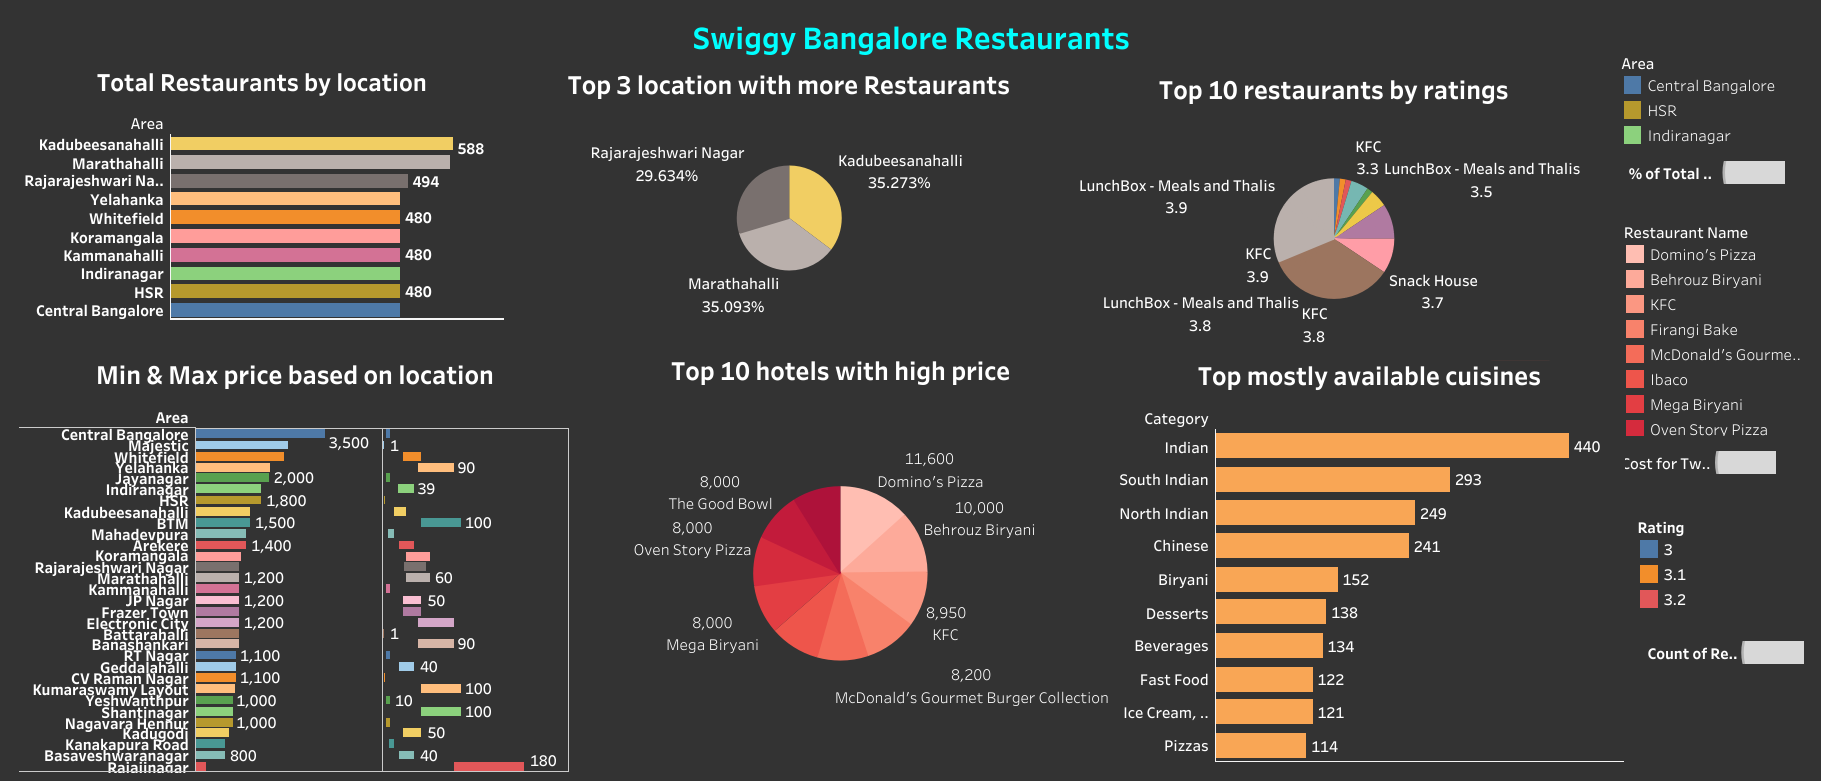 Swiggy Bangalore Restaurants
Total Restaurants by location
Area
Kadubeesanahalli 588
Marathahalli
Rajarajeshwari Na.. 494
Yelahanka
Whitefield 480
Koramangala
Kammanahalli 480
Indiranagar
HSR 480
Central Bangalore
Top 3 location with more Restaurants
Rajarajeshwari Nagar
29.634%
Kadubeesanahalli
35.273%
Marathahalli
35.093%
Top 10 restaurants by ratings
KFC
3.3
LunchBox - Meals and Thalis
3.5
LunchBox - Meals and Thalis
3.9
KFC
3.9
Snack House
3.7
LunchBox - Meals and Thalis
3.8
KFC
3.8
Area
Central Bangalore
HSR
Indiranagar
% of Total ..
Restaurant Name
Domino's Pizza
Behrouz Biryani
KFC
Firangi Bake
McDonald's Gourme..
Ibaco
Mega Biryani
Oven Story Pizza
Cost for Tw..
Rating
3
3.1
3.2
Count of Re..
Min & Max price based on location
Area
Central Bangalore 3,500
Majestic 1
Whitefield
Yelahanka 90
Jayanagar 2,000
Indiranagar 39
HSR 1,800
Kadubeesanahalli
BTM 1,500 100
Mahadevpura
Arekere 1,400
Koramangala
Rajarajeshwari Nagar
Marathahalli 1,200 60
Kammanahalli
JP Nagar 1,200 50
Frazer Town
Electronic City 1,200
Battarahalli 1
Banashankari 90
RT Nagar 1,100
Geddalahalli 40
CV Raman Nagar 1,100
Kumaraswamy Layout 100
Yeshwanthpur 1,000 10
Shantinagar 100
Nagavara Hennur 1,000
Kadugodi 50
Kanakapura Road
Basaveshwaranagar 800 40
Rajajinagar 180
Top 10 hotels with high price
11,600
Domino's Pizza
10,000
Behrouz Biryani
8,950
KFC
8,200
McDonald's Gourmet Burger Collection
8,000
Mega Biryani
8,000
Oven Story Pizza
8,000
The Good Bowl
Top mostly available cuisines
Category
Indian 440
South Indian 293
North Indian 249
Chinese 241
Biryani 152
Desserts 138
Beverages 134
Fast Food 122
Ice Cream, .. 121
Pizzas 114